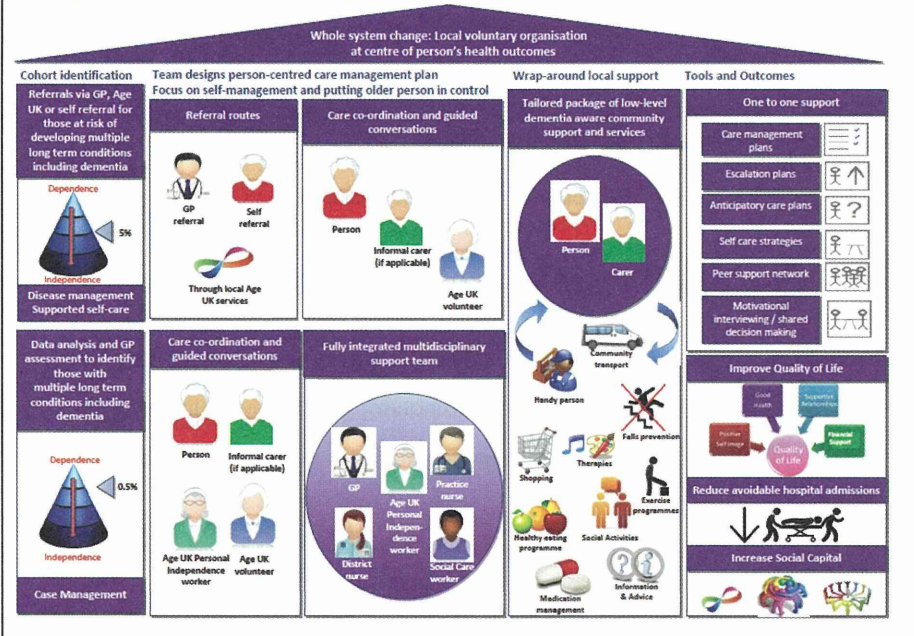 Whole system change: Local voluntary organisation
at centre of person's health outcomes
Cohort identification
Referrals via GP, Age
UK or self referral for
those at risk of
developing multiple
long term conditions
including dementia
Dependence
5%
Independence
Disease management
Supported self-care
Data analysis and GP
assessment to identify
those with
multiple long term
conditions including
dementia
Dependence
0.5%
Independence
Case Management
Team designs person-centred care management plan
Focus on self-management and putting older person in control
Referral routes
GP
referral
Self
referral
Through local Age
UK services
Care co-ordination and guided
conversations
Person
Informal carer
(if applicable)
Age UK
volunteer
Care co-ordination and
guided conversations
Person
Informal carer
(if applicable)
Age UK Personal
Independence
worker
Age UK
volunteer
Fully integrated multidisciplinary
support team
GP
Age UK
Personal
Indepen-
dence
worker
Practice
nurse
District
nurse
Social Care
worker
Wrap-around local support
Tailored package of low-level
dementia aware community
support and services
Person
Carer
Community
transport
Handy person
Falls prevention
Shopping
Therapies
Exercise
programmes
Healthy eating
programme
Social Activities
Medication
management
Information
& Advice
Tools and Outcomes
One to one support
Care management
plans
Escalation plans
Anticipatory care plans
Self care strategies
Peer support network
Motivational
interviewing / shared
decision making
Improve Quality of Life
Good
Health
Supportive
Relationships
Positive
Self image
Financial
Support
Quality
of Life
Reduce avoidable hospital admissions
Increase Social Capital